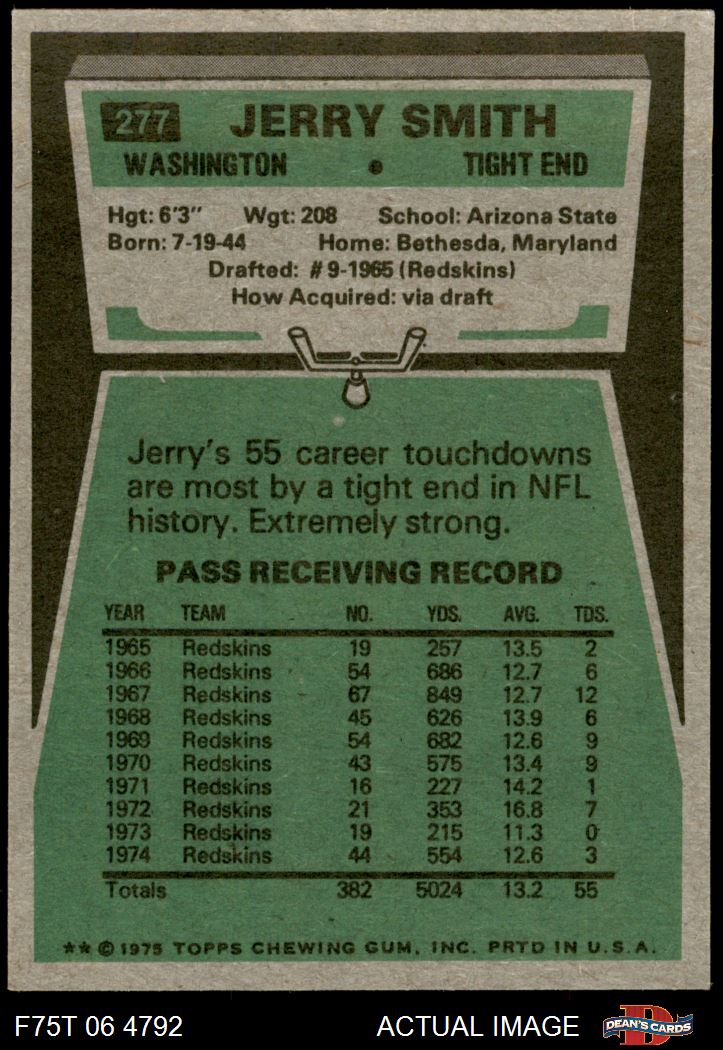 277 JERRY SMITH
WASHINGTON • TIGHT END
Hgt: 6'3" Wgt: 208 School: Arizona State
Born: 7-19-44 Home: Bethesda, Maryland
Drafted: #9-1965 (Redskins)
How Acquired: via draft
Jerry's 55 career touchdowns
are most by a tight end in NFL
history. Extremely strong.
PASS RECEIVING RECORD
YEAR TEAM NO. YDS. AVG. TDS.
1965 Redskins 19 257 13.5 2
1966 Redskins 54 686 12.7 6
1967 Redskins 67 849 12.7 12
1968 Redskins 45 626 13.9 6
1969 Redskins 54 682 12.6 9
1970 Redskins 43 575 13.4 9
1971 Redskins 16 227 14.2 1
1972 Redskins 21 353 16.8 7
1973 Redskins 19 215 11.3 0
1974 Redskins 44 554 12.6 3
Totals 382 5024 13.2 55
** © 1975 TOPPS CHEWING GUM, INC. PRTD IN U.S.A.
F75T 06 4792 ACTUAL IMAGE D DEAN'S CARDS